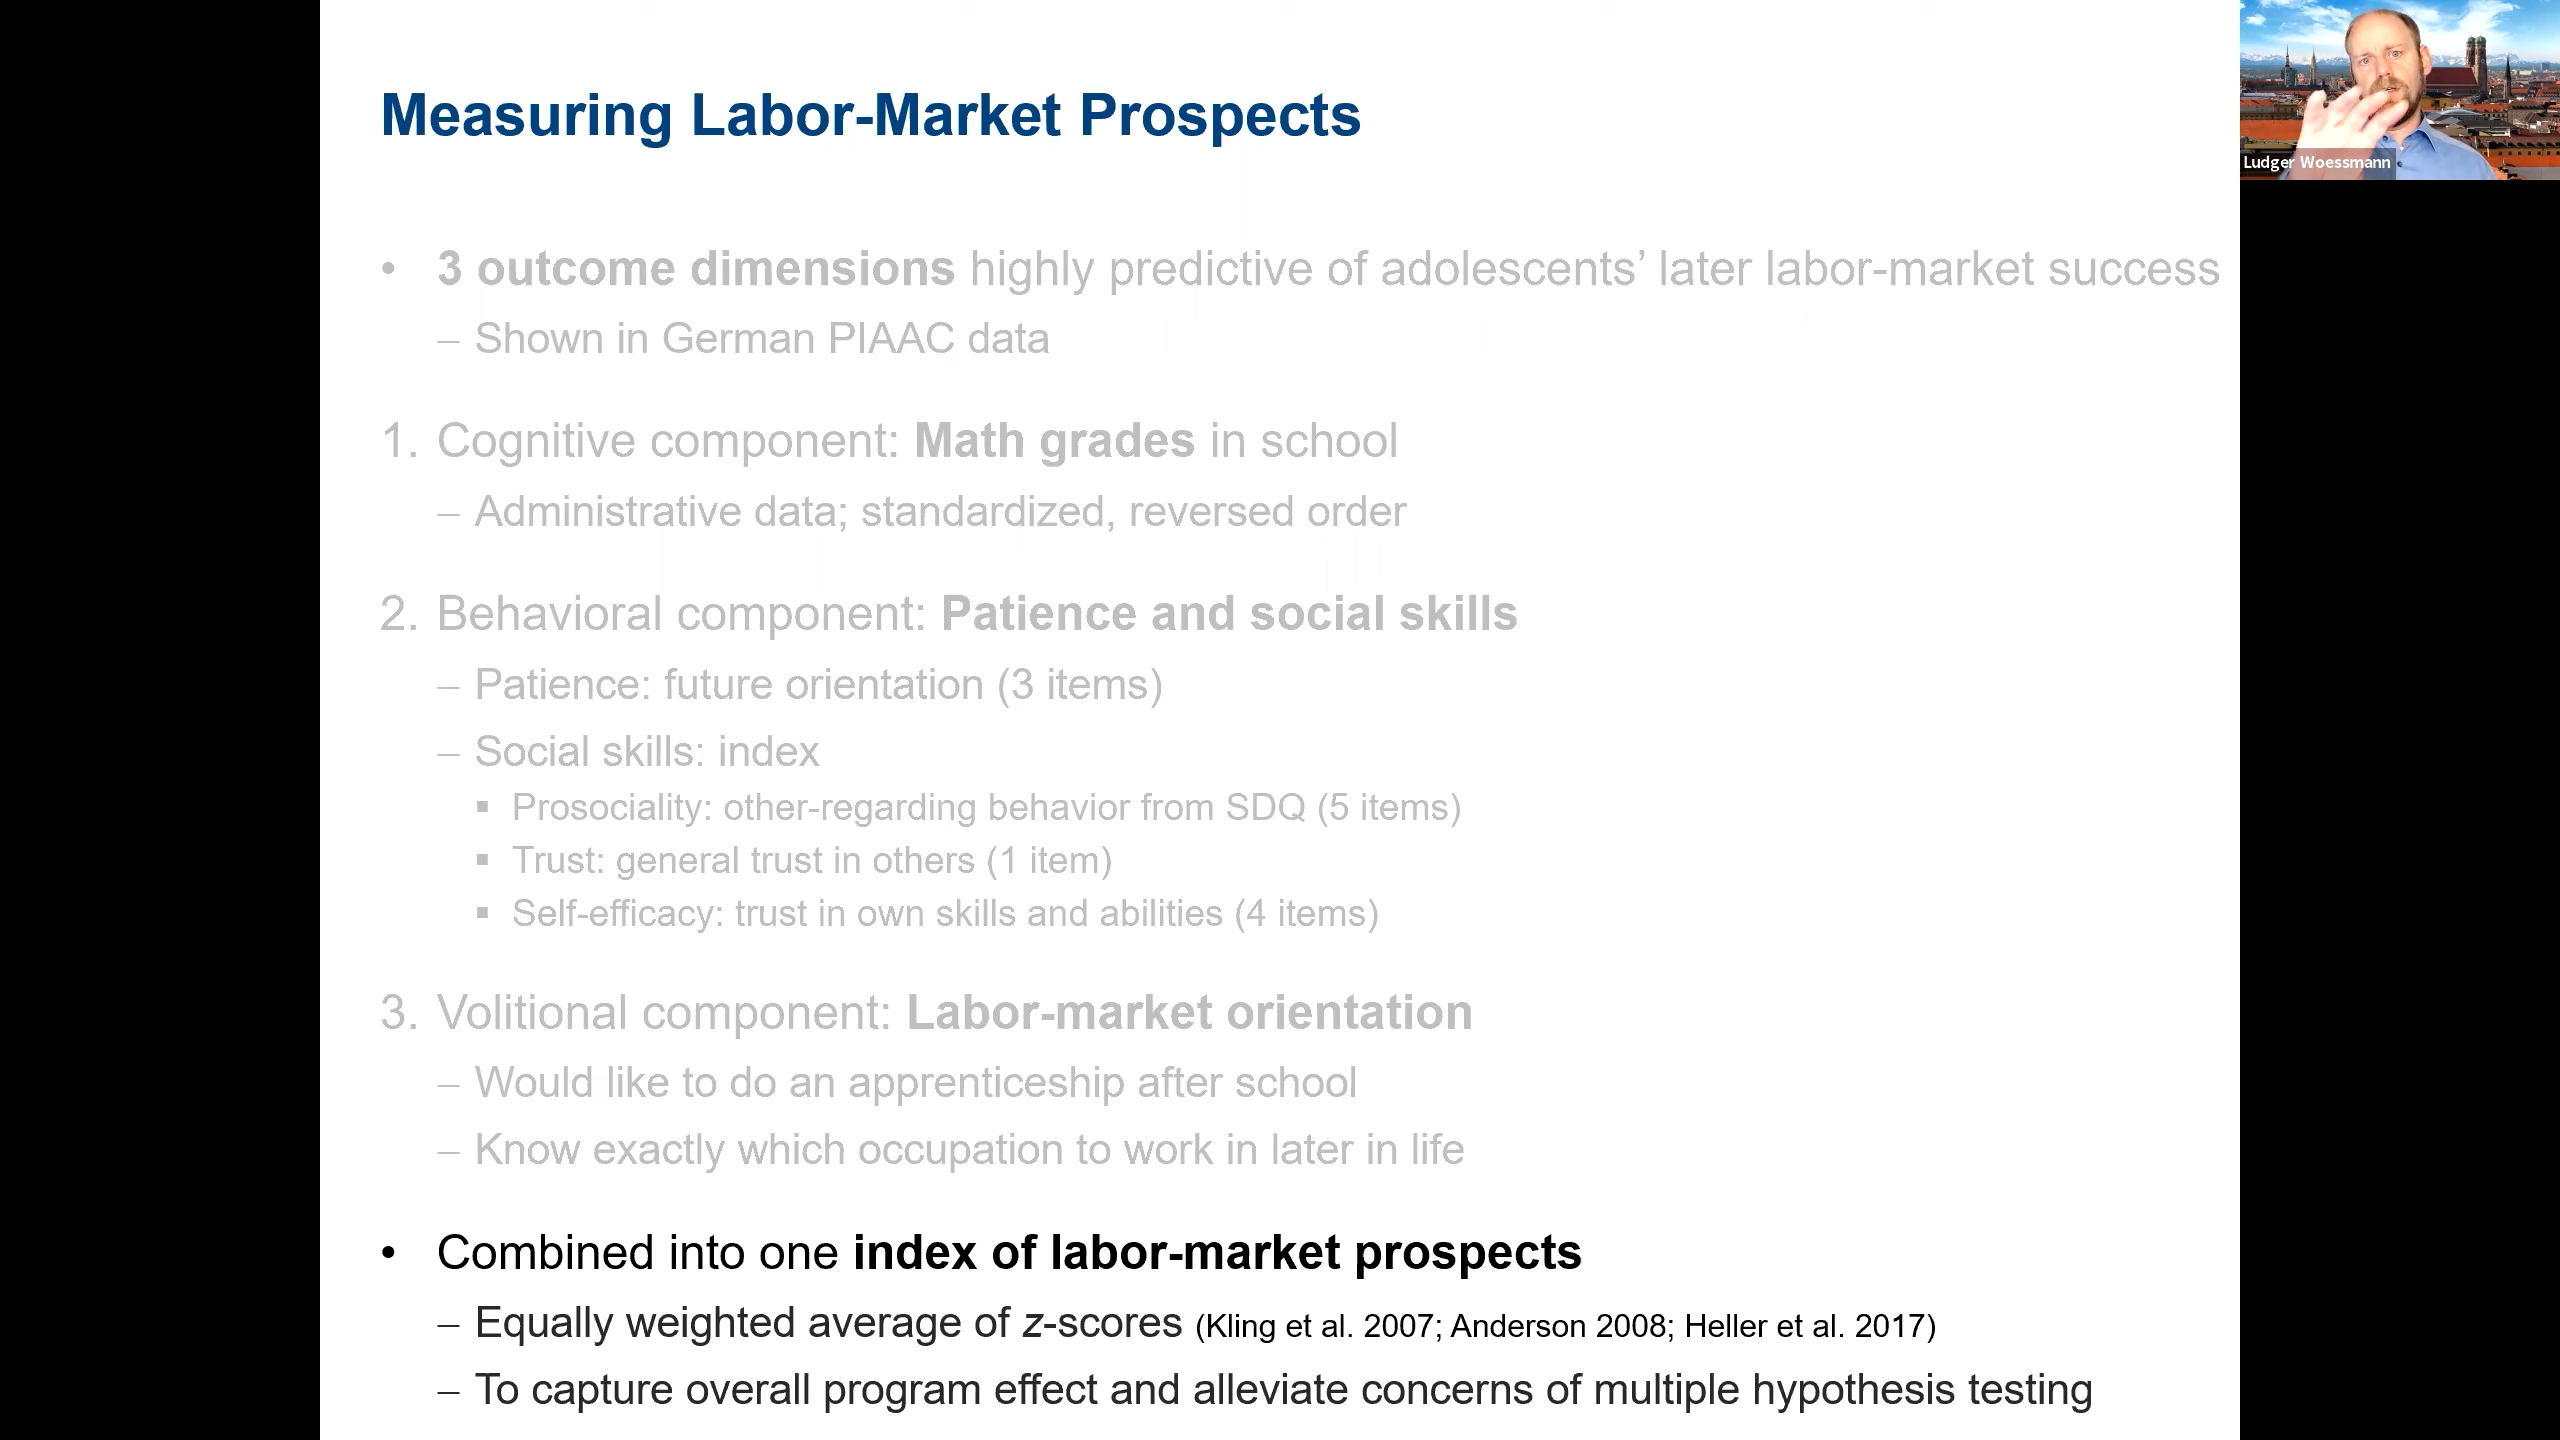 Measuring Labor-Market Prospects
Ludger Woessmann
• 3 outcome dimensions highly predictive of adolescents’ later labor-market success
– Shown in German PIAAC data
1. Cognitive component: Math grades in school
– Administrative data; standardized, reversed order
2. Behavioral component: Patience and social skills
– Patience: future orientation (3 items)
– Social skills: index
▪ Prosociality: other-regarding behavior from SDQ (5 items)
▪ Trust: general trust in others (1 item)
▪ Self-efficacy: trust in own skills and abilities (4 items)
3. Volitional component: Labor-market orientation
– Would like to do an apprenticeship after school
– Know exactly which occupation to work in later in life
• Combined into one index of labor-market prospects
– Equally weighted average of z-scores (Kling et al. 2007; Anderson 2008; Heller et al. 2017)
– To capture overall program effect and alleviate concerns of multiple hypothesis testing